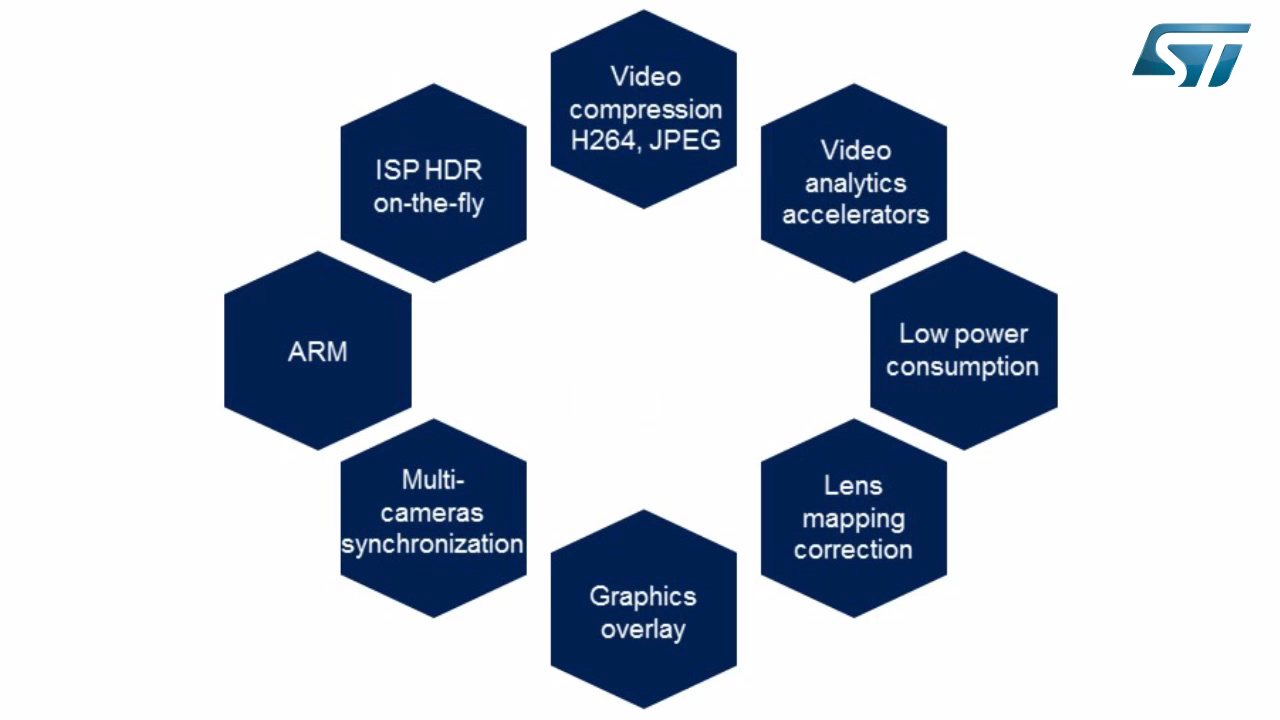 Video
compression
H264, JPEG
Video
analytics
accelerators
Low power
consumption
Lens
mapping
correction
Graphics
overlay
Multi-
cameras
synchronization
ARM
ISP HDR
on-the-fly
ST